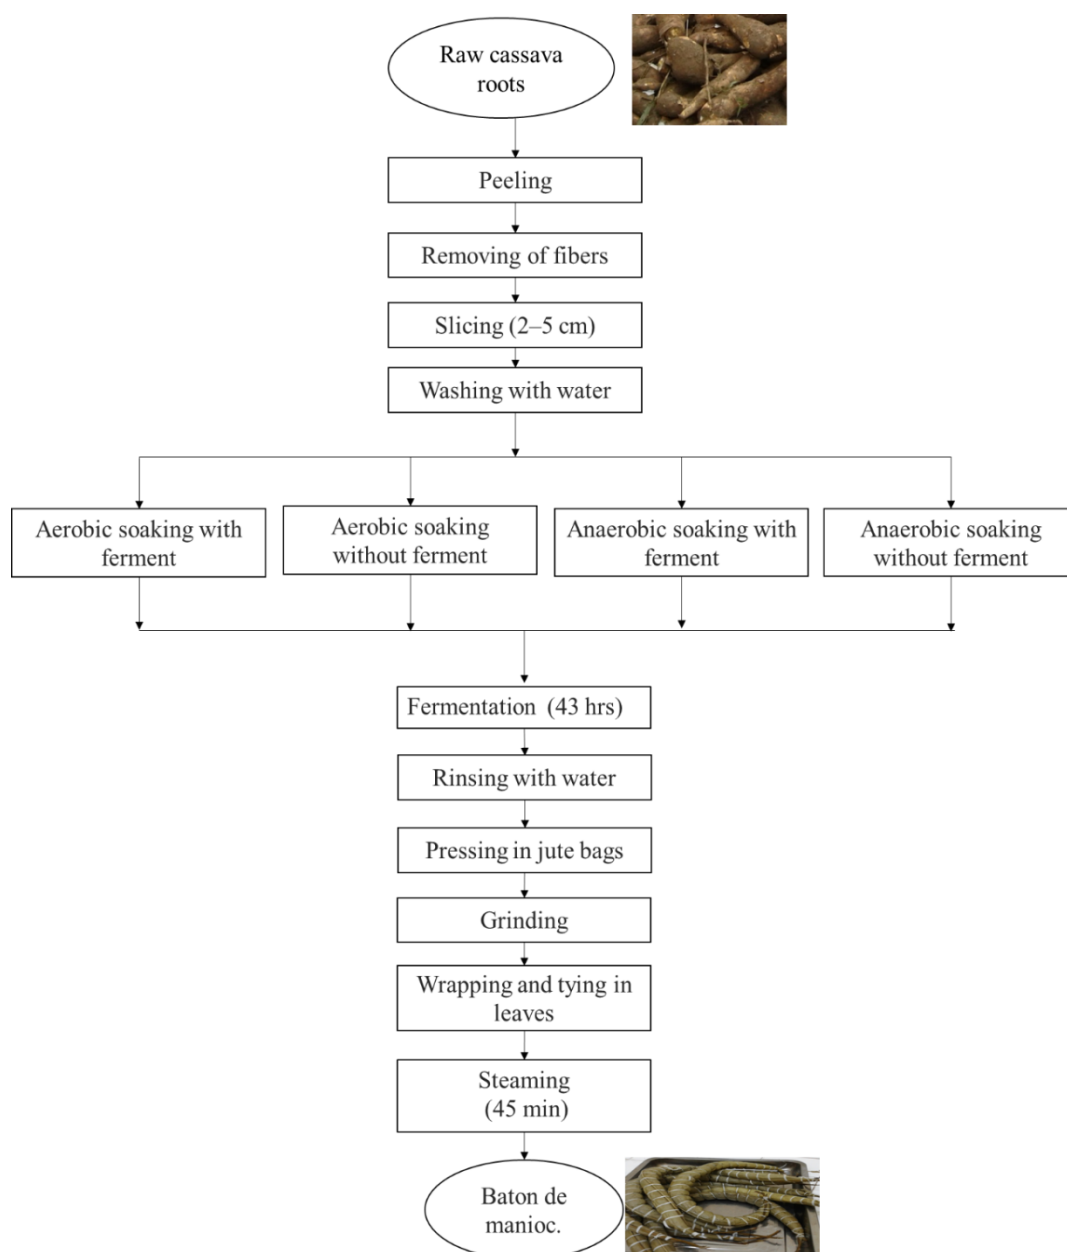 Raw cassava
roots
Peeling
Removing of fibers
Slicing (2–5 cm)
Washing with water
Aerobic soaking with
ferment
Aerobic soaking
without ferment
Anaerobic soaking with
ferment
Anaerobic soaking
without ferment
Fermentation (43 hrs)
Rinsing with water
Pressing in jute bags
Grinding
Wrapping and tying in
leaves
Steaming
(45 min)
Baton de
manioc.